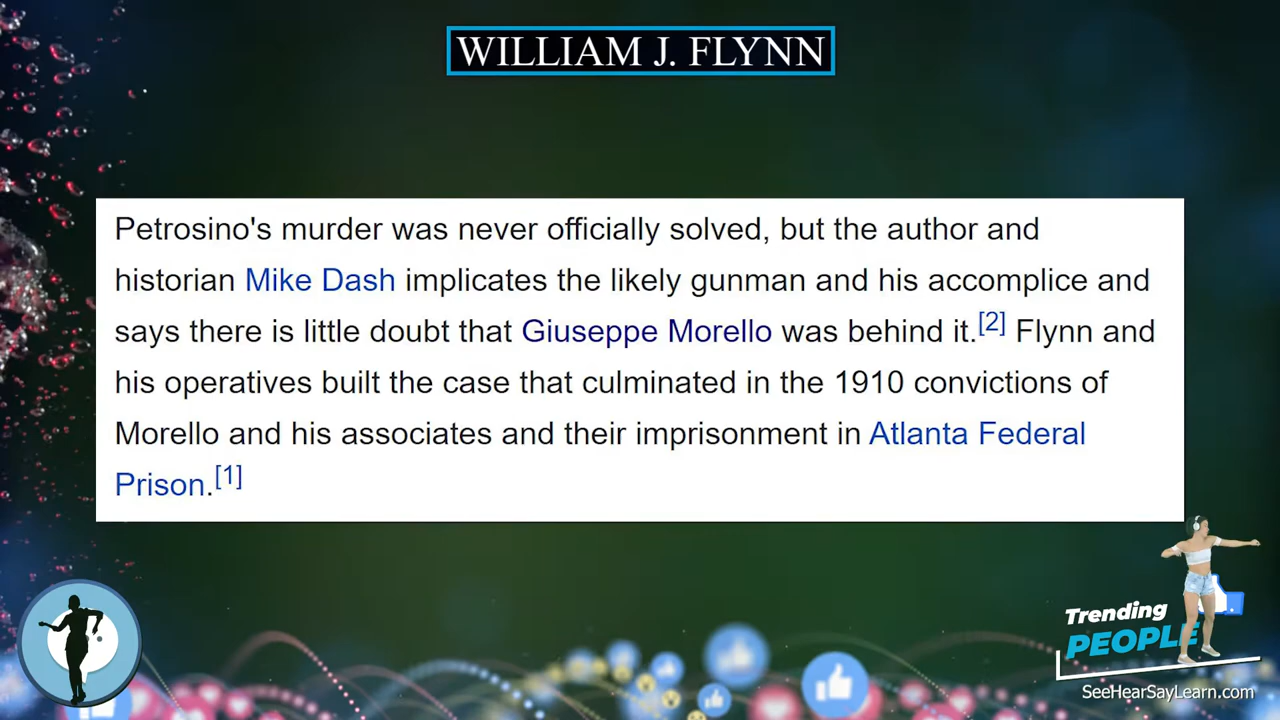 WILLIAM J. FLYNN
Petrosino's murder was never officially solved, but the author and
historian Mike Dash implicates the likely gunman and his accomplice and
says there is little doubt that Giuseppe Morello was behind it.[2] Flynn and
his operatives built the case that culminated in the 1910 convictions of
Morello and his associates and their imprisonment in Atlanta Federal
Prison.[1]
Trending
PEOPLE
SeeHearSayLearn.com